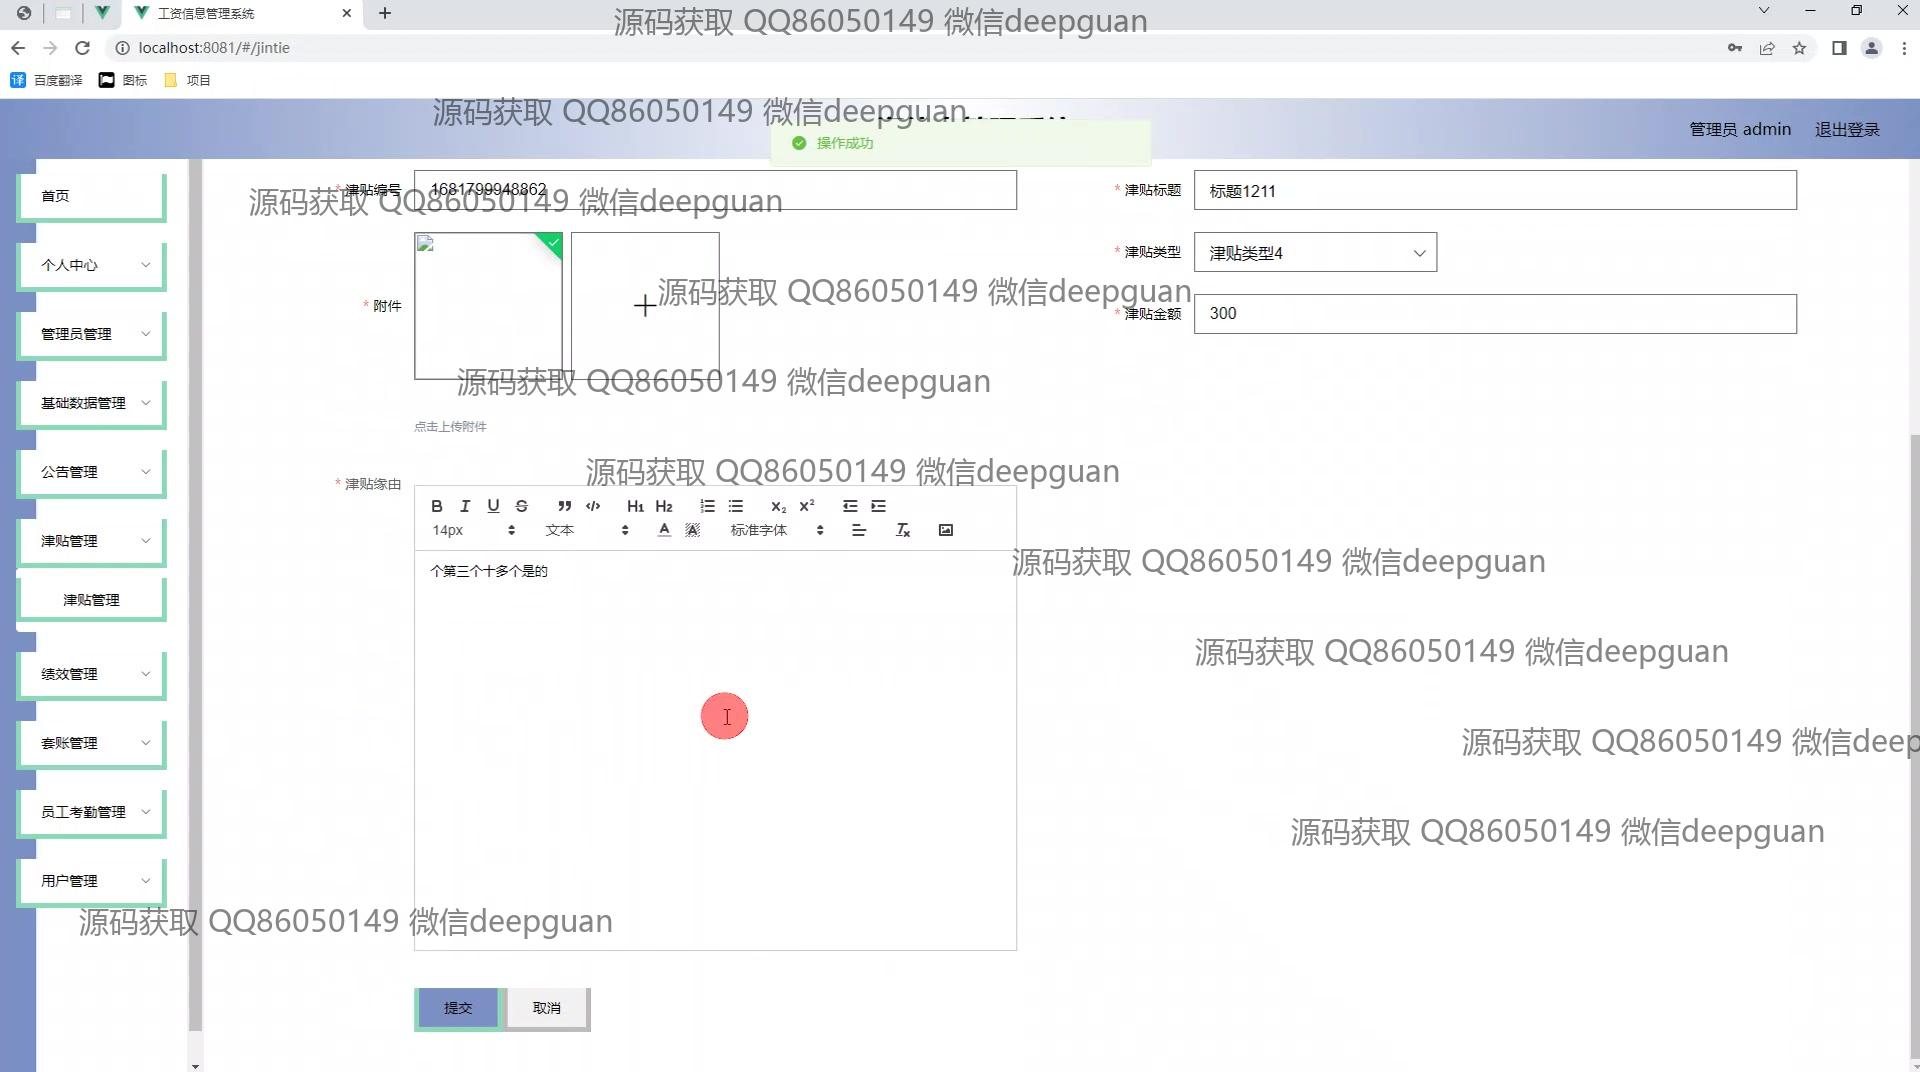 工资信息管理系统
源码获取 QQ86050149 微信deepguan
localhost:8081/#/jintie
百度翻译 图标 项目
源码获取 QQ86050149 微信deepguan
管理员 admin 退出登录
操作成功
首页
* 津贴编号 1681799948862
* 津贴标题 标题1211
源码获取 QQ86050149 微信deepguan
个人中心
* 津贴类型 津贴类型4
源码获取 QQ86050149 微信deepguan
* 附件
* 津贴金额 300
管理员管理
源码获取 QQ86050149 微信deepguan
基础数据管理
点击上传附件
公告管理
源码获取 QQ86050149 微信deepguan
* 津贴缘由
B I U S H1 H2 X2 X2
14px 文本 A A 标准字体 Tx
津贴管理
源码获取 QQ86050149 微信deepguan
个第三个十多个是的
津贴管理
源码获取 QQ86050149 微信deepguan
绩效管理
套账管理
源码获取 QQ86050149 微信deep
员工考勤管理
源码获取 QQ86050149 微信deepguan
用户管理
源码获取 QQ86050149 微信deepguan
提交 取消